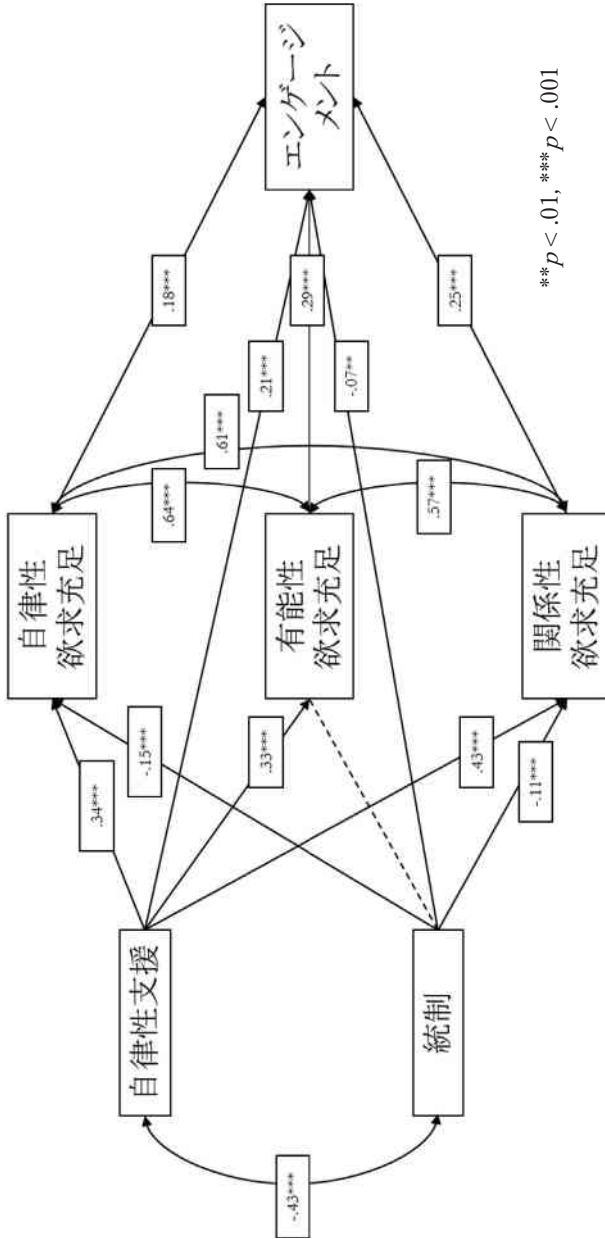 -.43***
自律性支援
統制
.34***
-.15***
.33***
.43***
-.11***
自律性
欲求充足
有能性
欲求充足
関係性
欲求充足
.64***
.61***
.57***
.18***
.21***
.29***
-.07**
.25***
エンゲージ
メント
**p < .01, ***p < .001